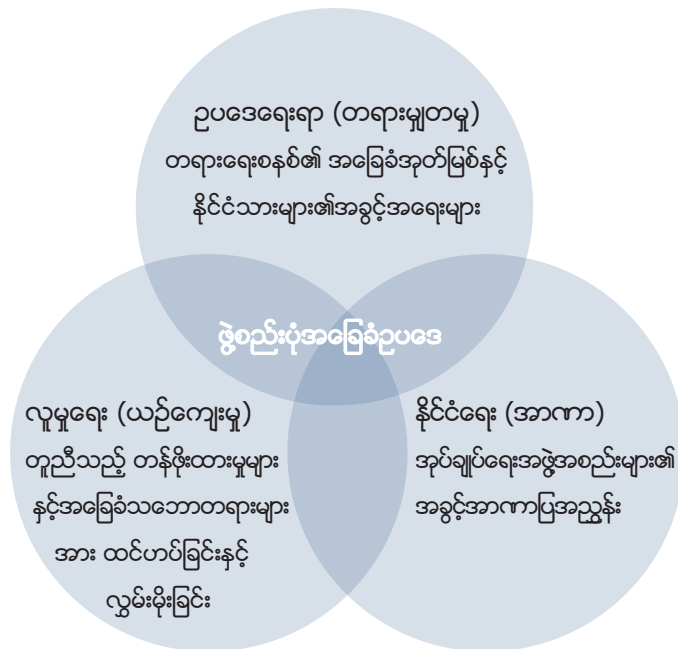 ဥပဒေရေးရာ (တရားမျှတမှု)
တရားရေးစနစ်၏ အခြေခံအုတ်မြစ်နှင့်
နိုင်ငံသားများ၏အခွင့်အရေးများ
ဖွဲ့စည်းပုံအခြေခံဥပဒေ
လူမှုရေး (ယဉ်ကျေးမှု)
တူညီသည့် တန်ဖိုးထားမှုများ
နှင့်အခြေခံသဘောတရားများ
အား ထင်ဟပ်ခြင်းနှင့်
လွှမ်းမိုးခြင်း
နိုင်ငံရေး (အာဏာ)
အုပ်ချုပ်ရေးအဖွဲ့အစည်းများ၏
အခွင့်အာဏာပြအညွှန်း